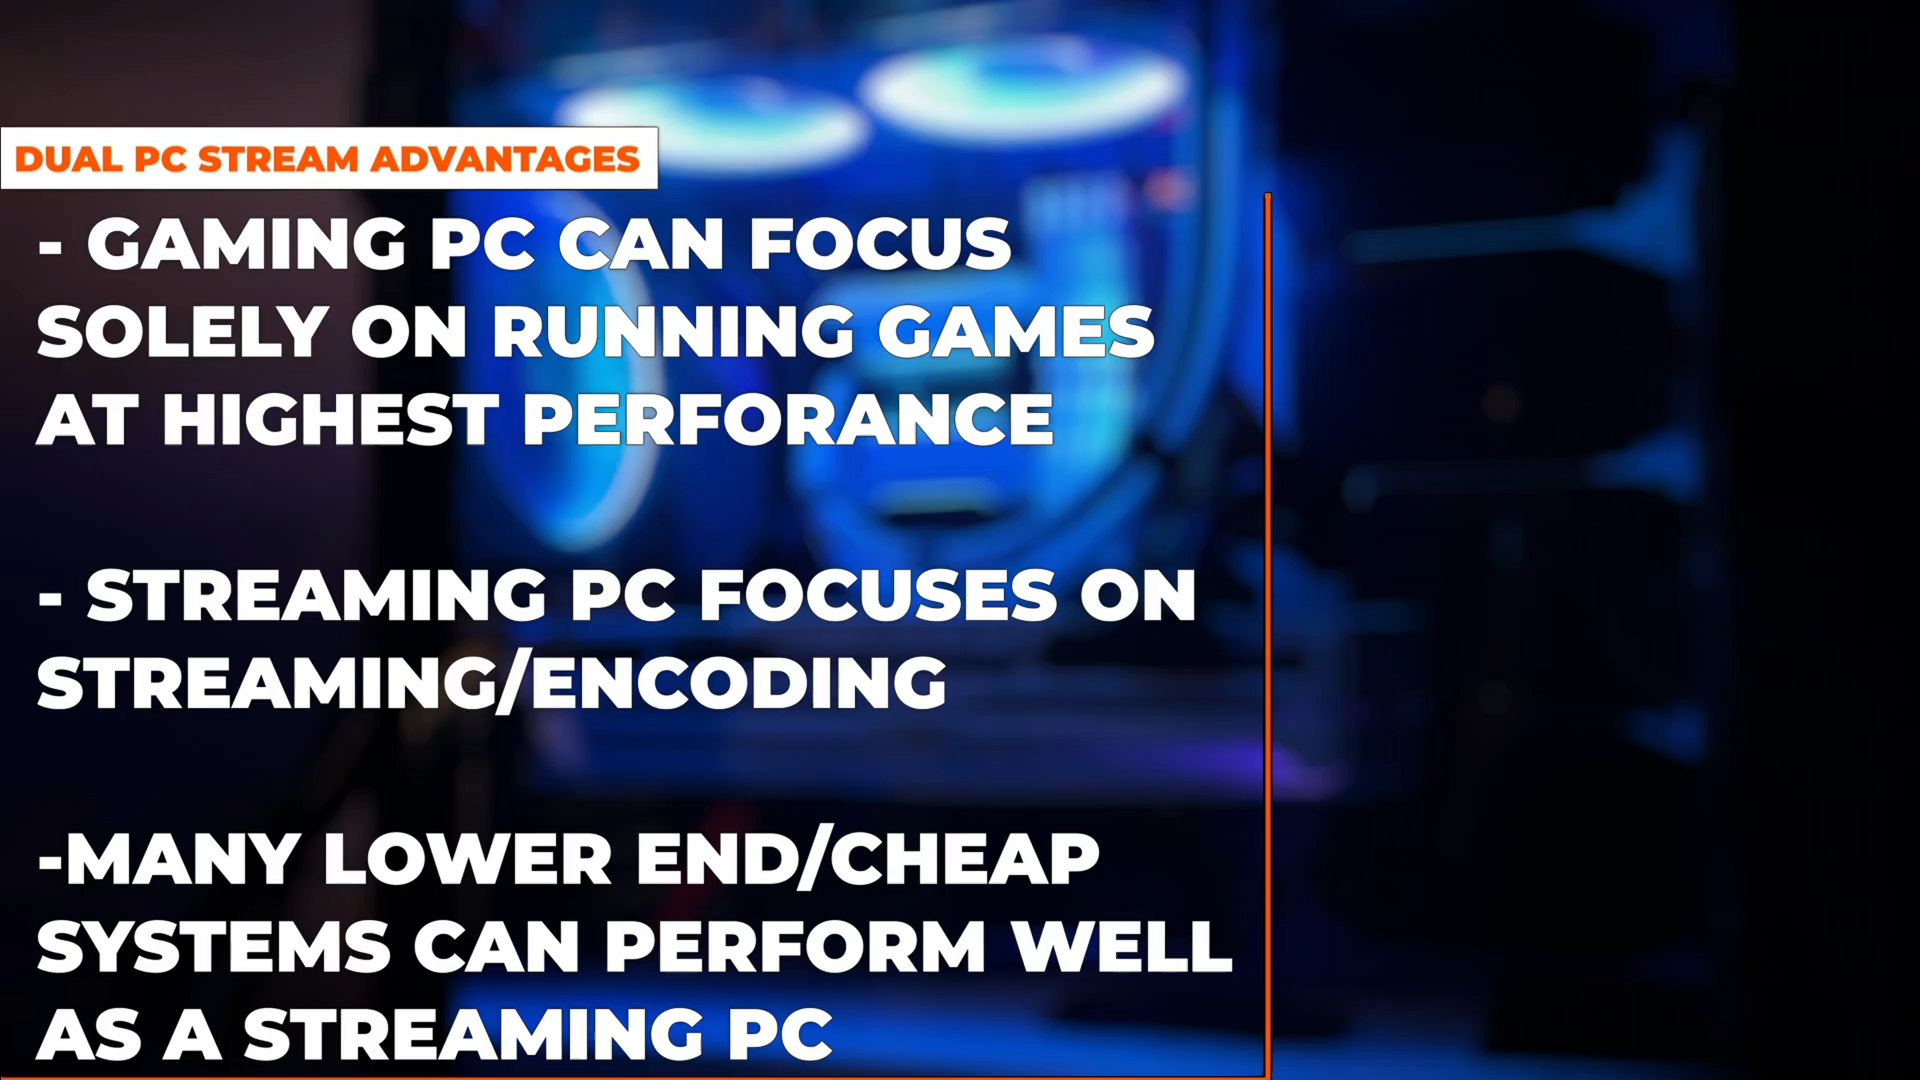 DUAL PC STREAM ADVANTAGES
- GAMING PC CAN FOCUS
SOLELY ON RUNNING GAMES
AT HIGHEST PERFORANCE
- STREAMING PC FOCUSES ON
STREAMING/ENCODING
-MANY LOWER END/CHEAP
SYSTEMS CAN PERFORM WELL
AS A STREAMING PC